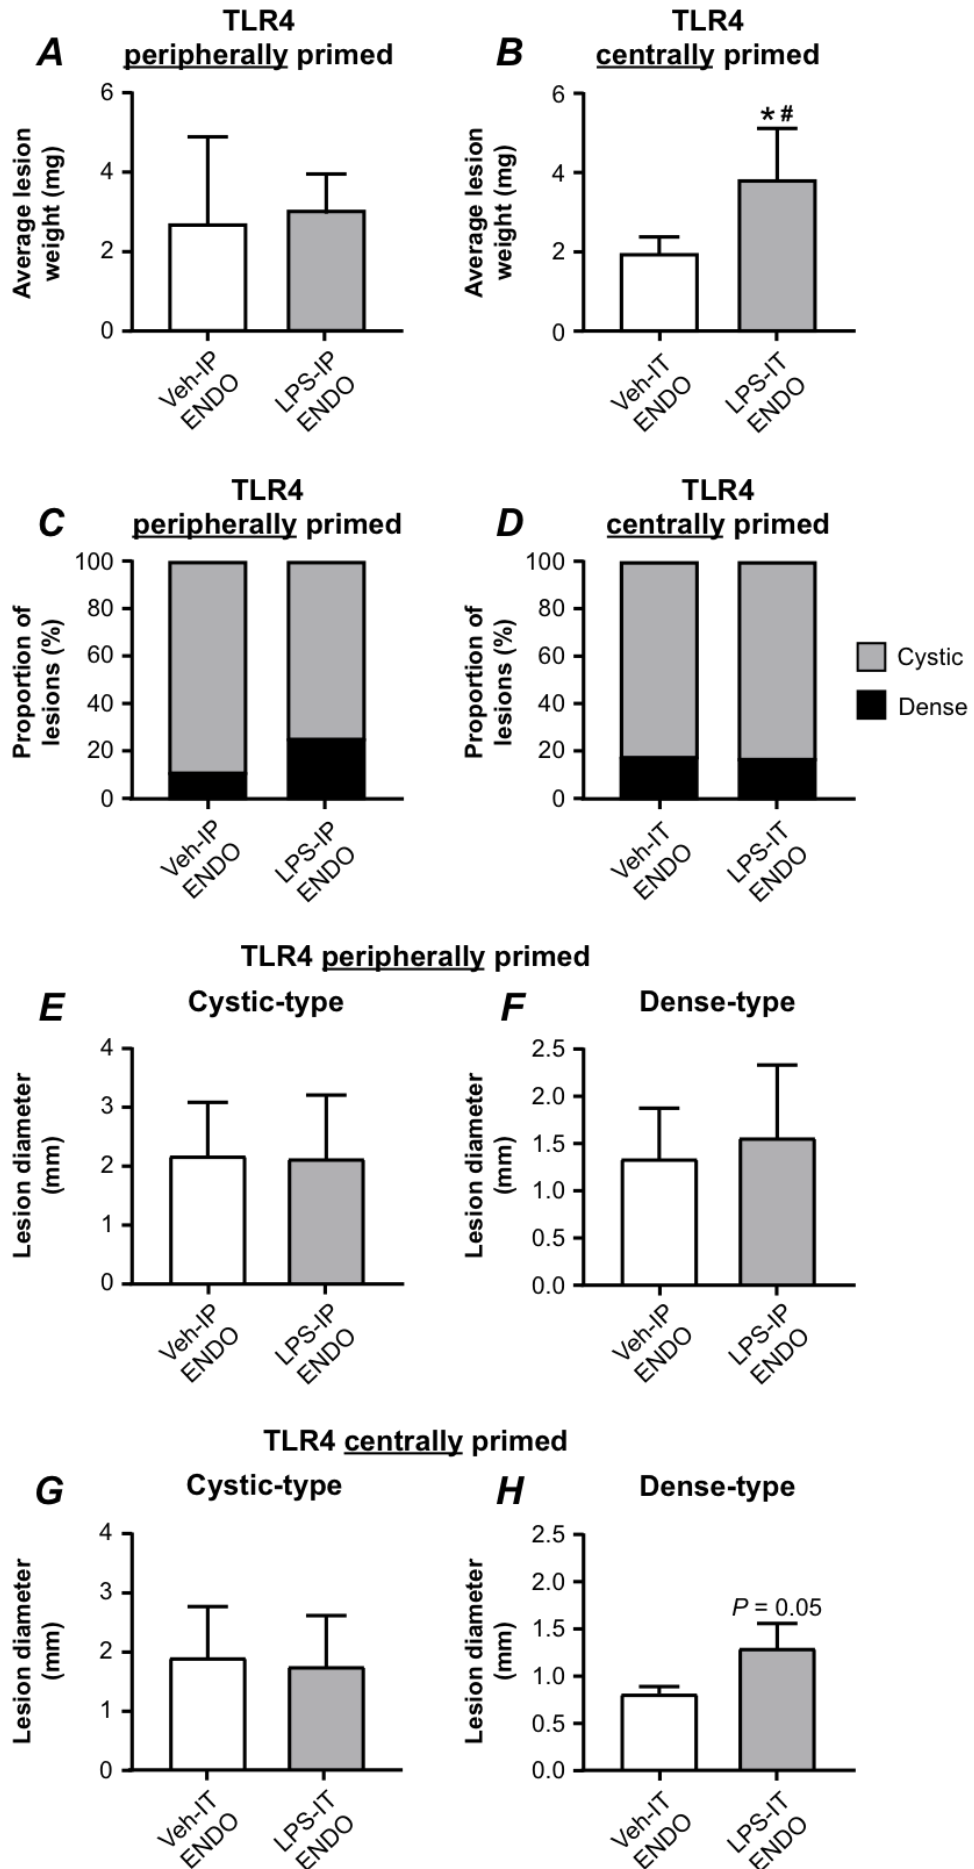 TLR4
peripherally primed
A
6
4
2
0
Average lesion
weight (mg)
Veh-IP
ENDO
LPS-IP
ENDO
TLR4
centrally primed
B
6
4
2
0
Average lesion
weight (mg)
*#
Veh-IT
ENDO
LPS-IT
ENDO
TLR4
peripherally primed
C
100
80
60
40
20
0
Proportion of
lesions (%)
Veh-IP
ENDO
LPS-IP
ENDO
TLR4
centrally primed
D
100
80
60
40
20
0
Proportion of
lesions (%)
Veh-IT
ENDO
LPS-IT
ENDO
Cystic
Dense
TLR4 peripherally primed
E
Cystic-type
4
3
2
1
0
Lesion diameter
(mm)
Veh-IP
ENDO
LPS-IP
ENDO
F
Dense-type
2.5
2.0
1.5
1.0
0.5
0.0
Lesion diameter
(mm)
Veh-IP
ENDO
LPS-IP
ENDO
TLR4 centrally primed
G
Cystic-type
4
3
2
1
0
Lesion diameter
(mm)
Veh-IT
ENDO
LPS-IT
ENDO
H
Dense-type
2.5
2.0
1.5
1.0
0.5
0.0
Lesion diameter
(mm)
P = 0.05
Veh-IT
ENDO
LPS-IT
ENDO